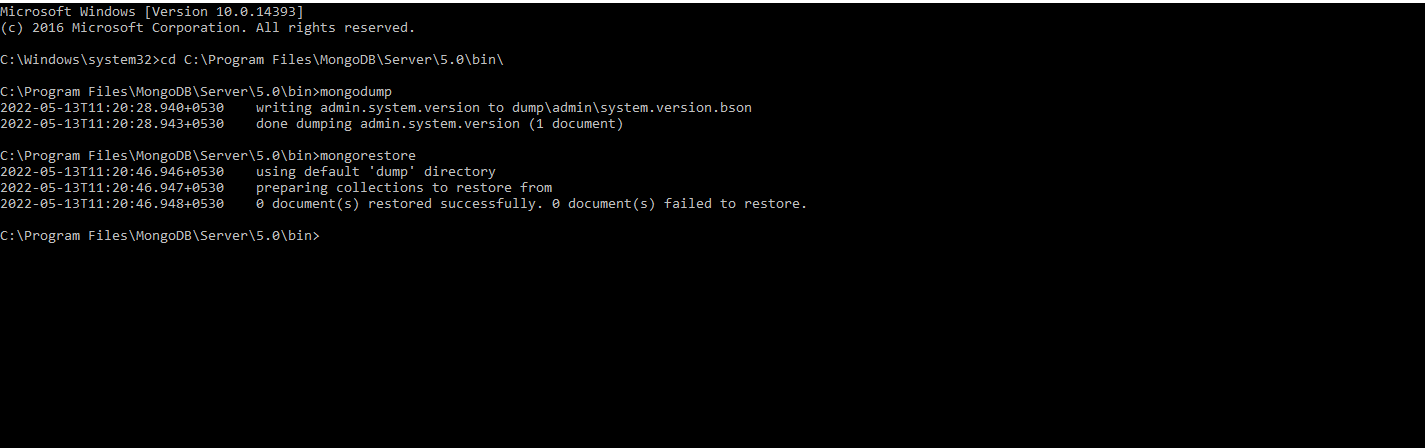 Microsoft Windows [Version 10.0.14393]
(c) 2016 Microsoft Corporation. All rights reserved.
C:\Windows\system32>cd C:\Program Files\MongoDB\Server\5.0\bin\
C:\Program Files\MongoDB\Server\5.0\bin>mongodump
2022-05-13T11:20:28.940+0530    writing admin.system.version to dump\admin\system.version.bson
2022-05-13T11:20:28.943+0530    done dumping admin.system.version (1 document)
C:\Program Files\MongoDB\Server\5.0\bin>mongorestore
2022-05-13T11:20:46.946+0530    using default 'dump' directory
2022-05-13T11:20:46.947+0530    preparing collections to restore from
2022-05-13T11:20:46.948+0530    0 document(s) restored successfully. 0 document(s) failed to restore.
C:\Program Files\MongoDB\Server\5.0\bin>